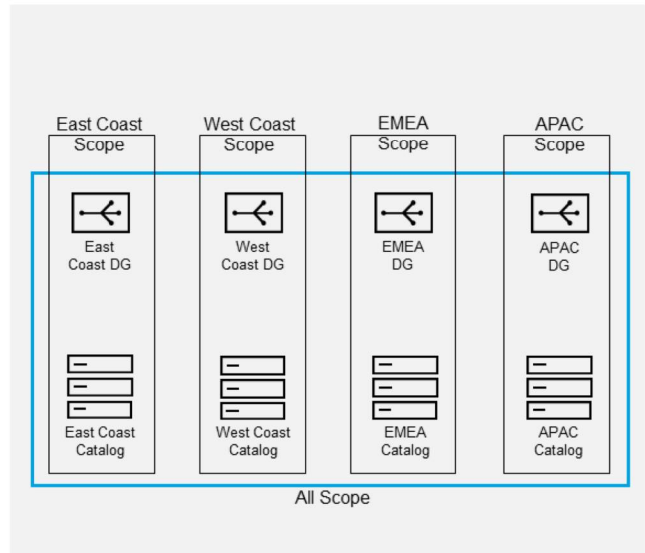 East Coast
Scope
West Coast
Scope
EMEA
Scope
APAC
Scope
East
Coast DG
West
Coast DG
EMEA
DG
APAC
DG
East Coast
Catalog
West Coast
Catalog
EMEA
Catalog
APAC
Catalog
All Scope